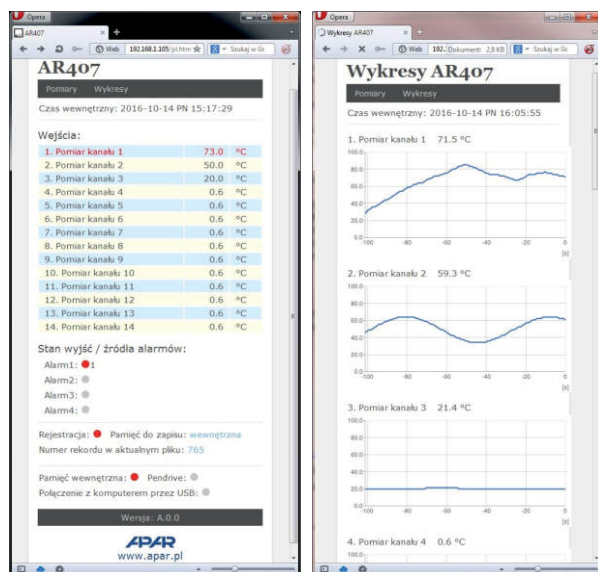 Opera
AR407
Web 192.168.1.105/pl.htm Szukaj w Go
AR407
Pomiary Wykresy
Czas wewnętrzny: 2016-10-14 PN 15:17:29
Wejścia:
1. Pomiar kanału 1 73.0 °C
2. Pomiar kanału 2 50.0 °C
3. Pomiar kanału 3 20.0 °C
4. Pomiar kanału 4 0.6 °C
5. Pomiar kanału 5 0.6 °C
6. Pomiar kanału 6 0.6 °C
7. Pomiar kanału 7 0.6 °C
8. Pomiar kanału 8 0.6 °C
9. Pomiar kanału 9 0.6 °C
10. Pomiar kanału 10 0.6 °C
11. Pomiar kanału 11 0.6 °C
12. Pomiar kanału 12 0.6 °C
13. Pomiar kanału 13 0.6 °C
14. Pomiar kanału 14 0.6 °C
Stan wyjść / źródła alarmów:
Alarm1: 1
Alarm2:
Alarm3:
Alarm4:
Rejestracja: Pamięć do zapisu: wewnętrzna
Numer rekordu w aktualnym pliku: 765
Pamięć wewnętrzna: Pendrive:
Połączenie z komputerem przez USB:
Wersja: A.0.0
APAR
www.apar.pl
Opera
Wykresy AR407
Web 192. Dokument: 2,9 KB Szukaj w Go
Wykresy AR407
Pomiary Wykresy
Czas wewnętrzny: 2016-10-14 PN 16:05:55
1. Pomiar kanału 1 71.5 °C
100.0
80.0
60.0
40.0
20.0
0.0
-100 -80 -60 -40 -20 0
[s]
2. Pomiar kanału 2 59.3 °C
100.0
80.0
60.0
40.0
20.0
0.0
-100 -80 -60 -40 -20 0
[s]
3. Pomiar kanału 3 21.4 °C
100.0
80.0
60.0
40.0
20.0
0.0
-100 -80 -60 -40 -20 0
[s]
4. Pomiar kanału 4 0.6 °C
100.0